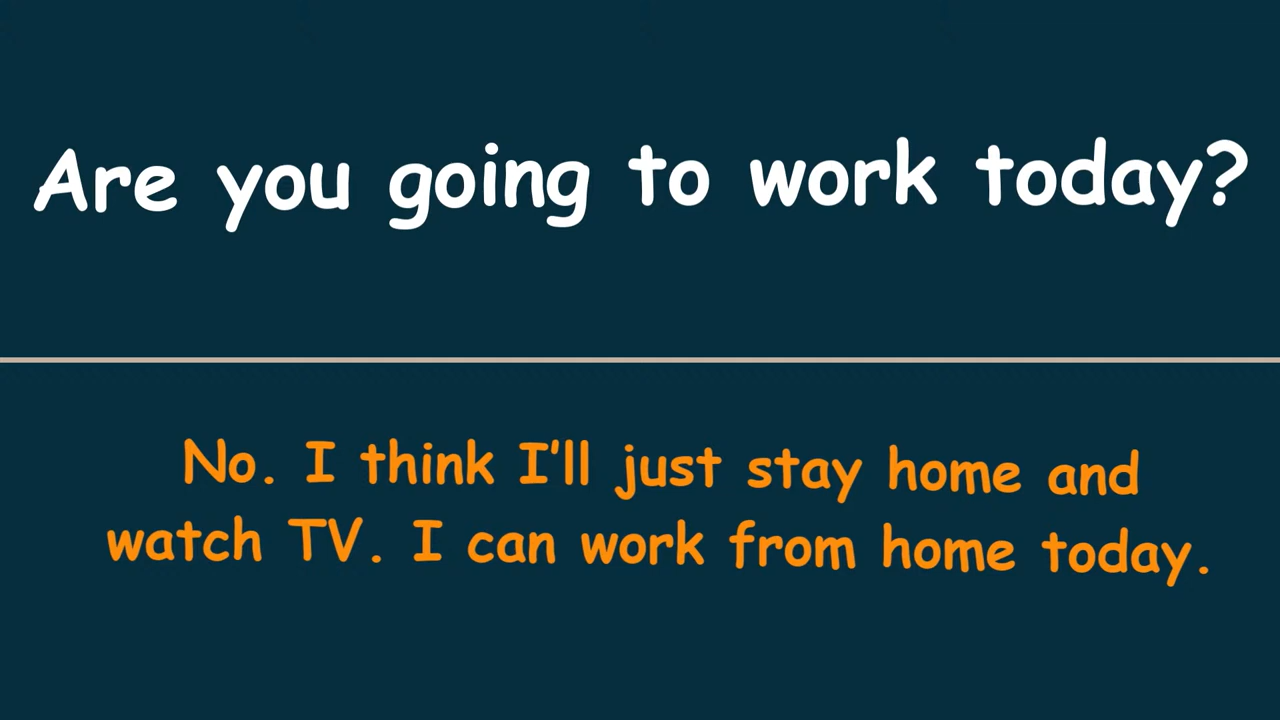 Are you going to work today?
No. I think I'll just stay home and
watch TV. I can work from home today.